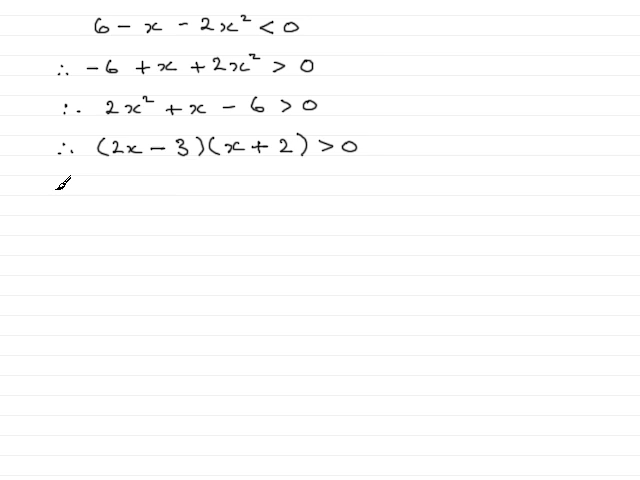 6 - x - 2x² < 0
∴ -6 + x + 2x² > 0
∴ 2x² + x - 6 > 0
∴ (2x - 3)(x + 2) > 0